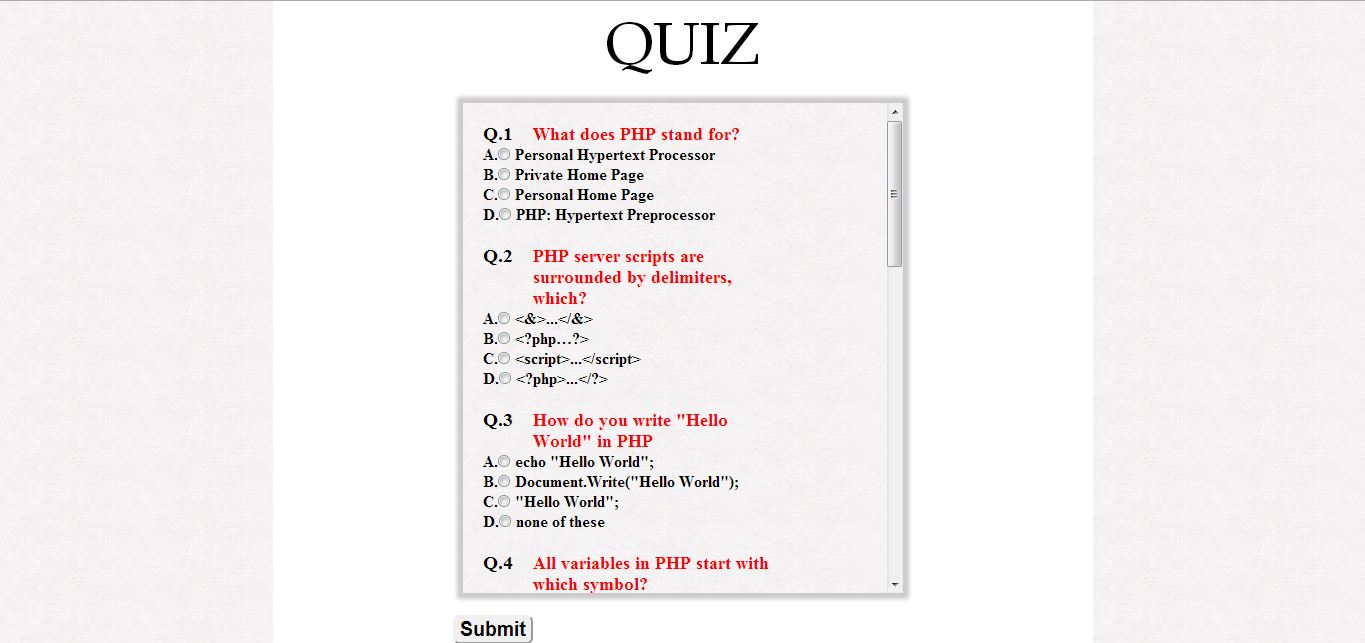 QUIZ
Q.1 What does PHP stand for?
A. Personal Hypertext Processor
B. Private Home Page
C. Personal Home Page
D. PHP: Hypertext Preprocessor
Q.2 PHP server scripts are
surrounded by delimiters,
which?
A. <&>...</&>
B. <?php…?>
C. <script>...</script>
D. <?php>...</?>
Q.3 How do you write "Hello
World" in PHP
A. echo "Hello World";
B. Document.Write("Hello World");
C. "Hello World";
D. none of these
Q.4 All variables in PHP start with
which symbol?
Submit